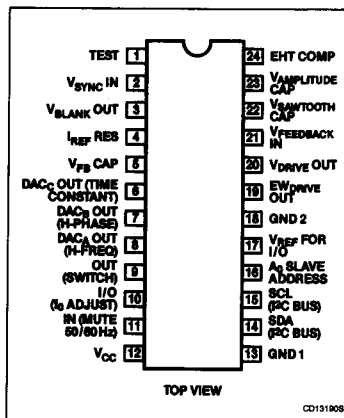 TEST 1
VSYNC IN 2
VBLANK OUT 3
IREF RES 4
VFB CAP 5
DACC OUT (TIME
CONSTANT) 6
DACB OUT
(H-PHASE) 7
DACA OUT
(H-FREQ) 8
OUT
(SWITCH) 9
I/O
(I0 ADJUST) 10
IN (MUTE
50/60 Hz) 11
VCC 12
24 EHT COMP
23 VAMPLITUDE
CAP
22 VSAWTOOTH
CAP
21 VFEEDBACK
IN
20 VDRIVE OUT
19 EWDRIVE
OUT
18 GND 2
17 VREF FOR
I/O
16 A0 SLAVE
ADDRESS
15 SCL
(I2C BUS)
14 SDA
(I2C BUS)
13 GND 1
TOP VIEW
CD13190S